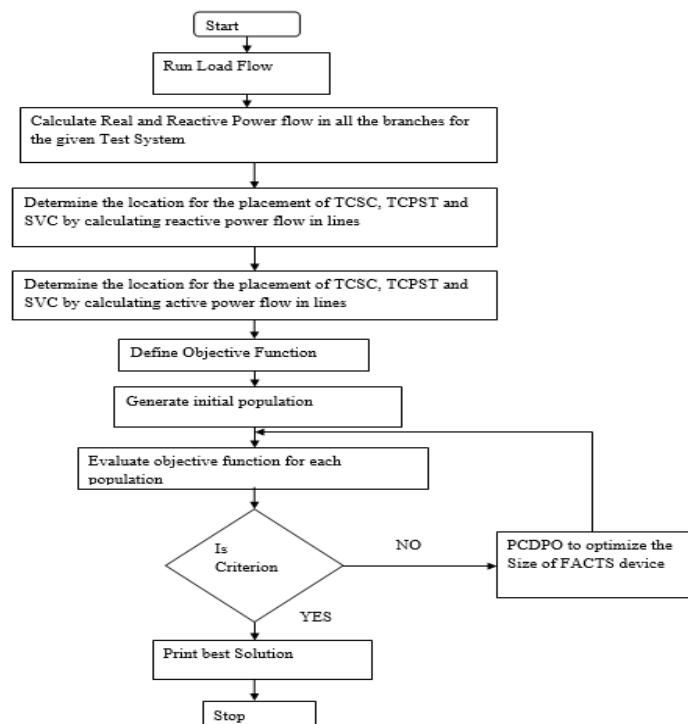 Start
Run Load Flow
Calculate Real and Reactive Power flow in all the branches for
the given Test System
Determine the location for the placement of TCSC, TCPST and
SVC by calculating reactive power flow in lines
Determine the location for the placement of TCSC, TCPST and
SVC by calculating active power flow in lines
Define Objective Function
Generate initial population
Evaluate objective function for each
population
Is
Criterion
NO
PCDPO to optimize the
Size of FACTS device
YES
Print best Solution
Stop